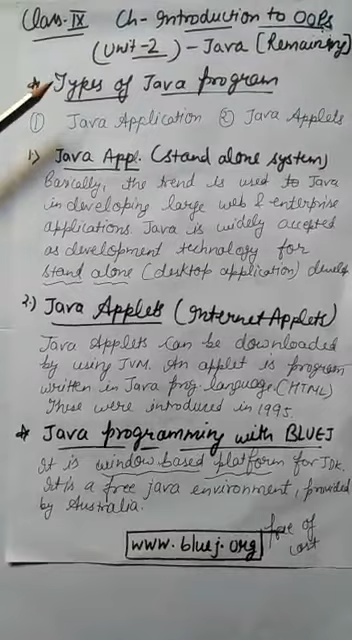 Class-IX Ch- Introduction to OOPs
(Unit-2) - Java [Remaining]
* Types of Java program
① Java Application ② Java Applets
1.) Java App. (stand alone system)
Basically, the trend is used to Java
in developing large web & enterprise
applications. Java is widely accepted
as development technology for
stand alone (desktop application) develop
2.) Java Applets (Internet Applets)
Java Applets can be downloaded
by using JVM. An applet is program
written in Java prog. language. (HTML)
These were introduced in 1995.
* Java programming with BLUEJ
It is window based platform for JDK.
It is a free java environment, provided
by Australia.
www.bluej.org free of
cost